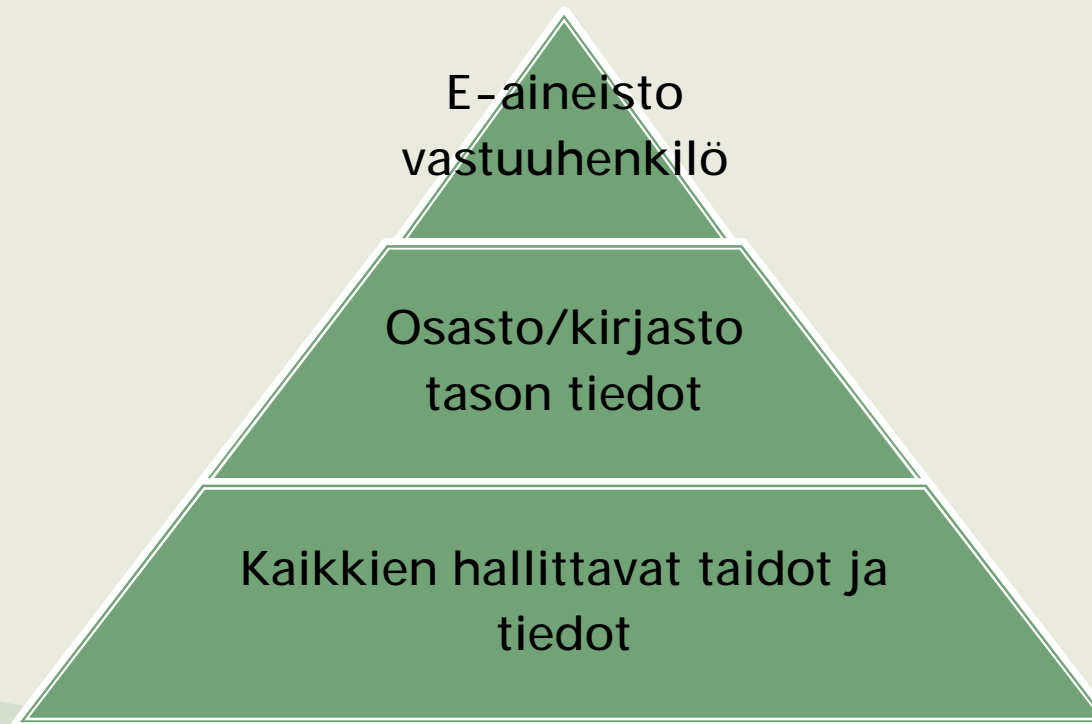 E-aineisto
vastuuhenkilö
Osasto/kirjasto
tason tiedot
Kaikkien hallittavat taidot ja
tiedot